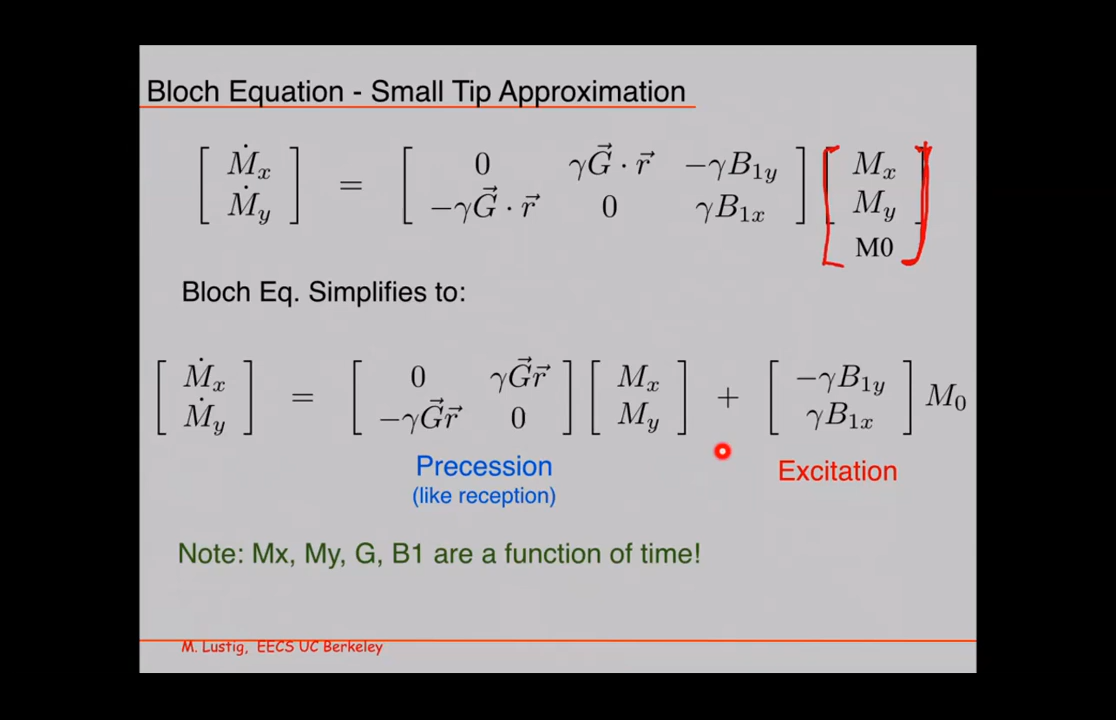 Bloch Equation - Small Tip Approximation
[ Ṁx Ṁy ] = [ 0 γG⃗ · r⃗ −γB1y −γG⃗ · r⃗ 0 γB1x ] [ Mx My M0 ]
Bloch Eq. Simplifies to:
[ Ṁx Ṁy ] = [ 0 γG⃗r⃗ −γG⃗r⃗ 0 ] [ Mx My ] + [ −γB1y γB1x ] M0
Precession
(like reception)
Excitation
Note: Mx, My, G, B1 are a function of time!
M. Lustig, EECS UC Berkeley